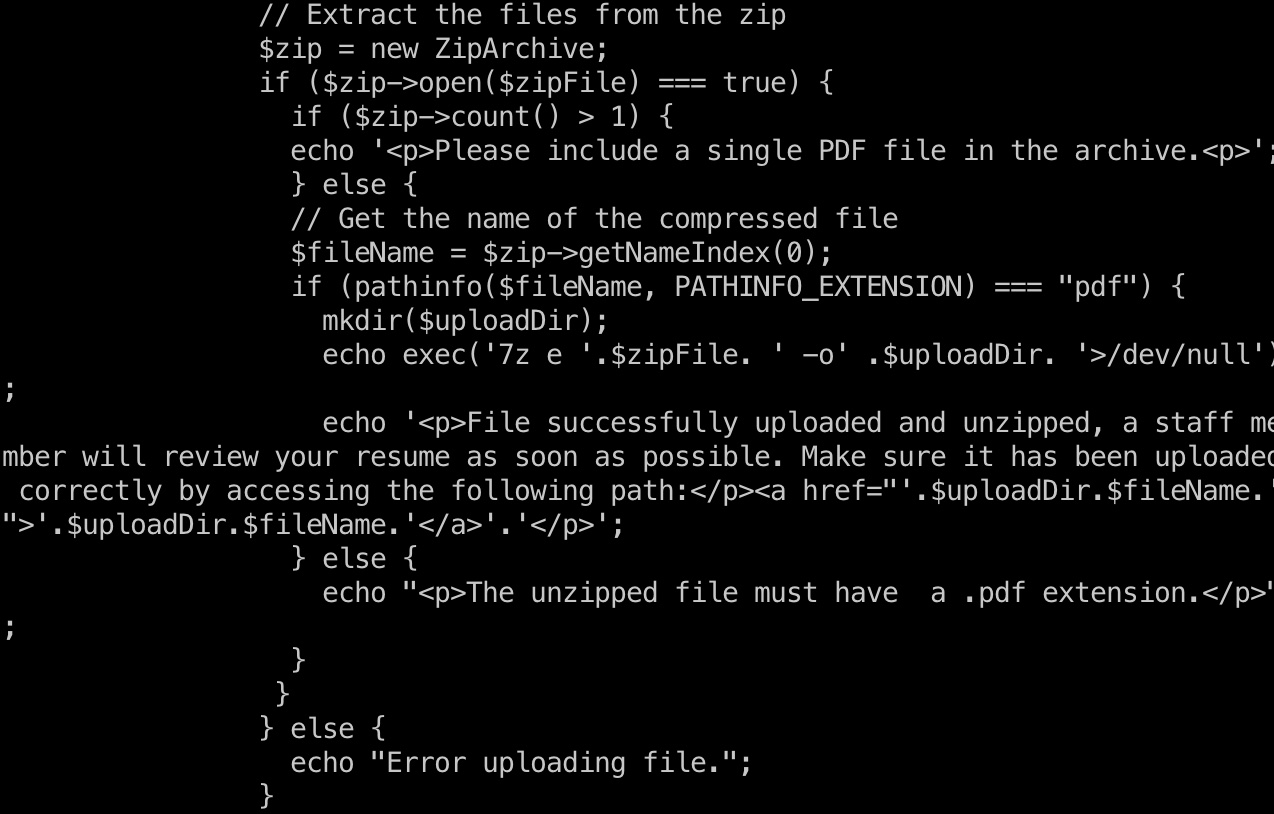 // Extract the files from the zip
$zip = new ZipArchive;
if ($zip->open($zipFile) === true) {
if ($zip->count() > 1) {
echo '<p>Please include a single PDF file in the archive.<p>';
} else {
// Get the name of the compressed file
$fileName = $zip->getNameIndex(0);
if (pathinfo($fileName, PATHINFO_EXTENSION) === "pdf") {
mkdir($uploadDir);
echo exec('7z e '.$zipFile. ' -o' .$uploadDir. '>/dev/null')
;
echo '<p>File successfully uploaded and unzipped, a staff me
mber will review your resume as soon as possible. Make sure it has been uploaded
correctly by accessing the following path:</p><a href="'.$uploadDir.$fileName.'
">'.$uploadDir.$fileName.'</a>'.'</p>';
} else {
echo "<p>The unzipped file must have  a .pdf extension.</p>"
;
}
}
} else {
echo "Error uploading file.";
}